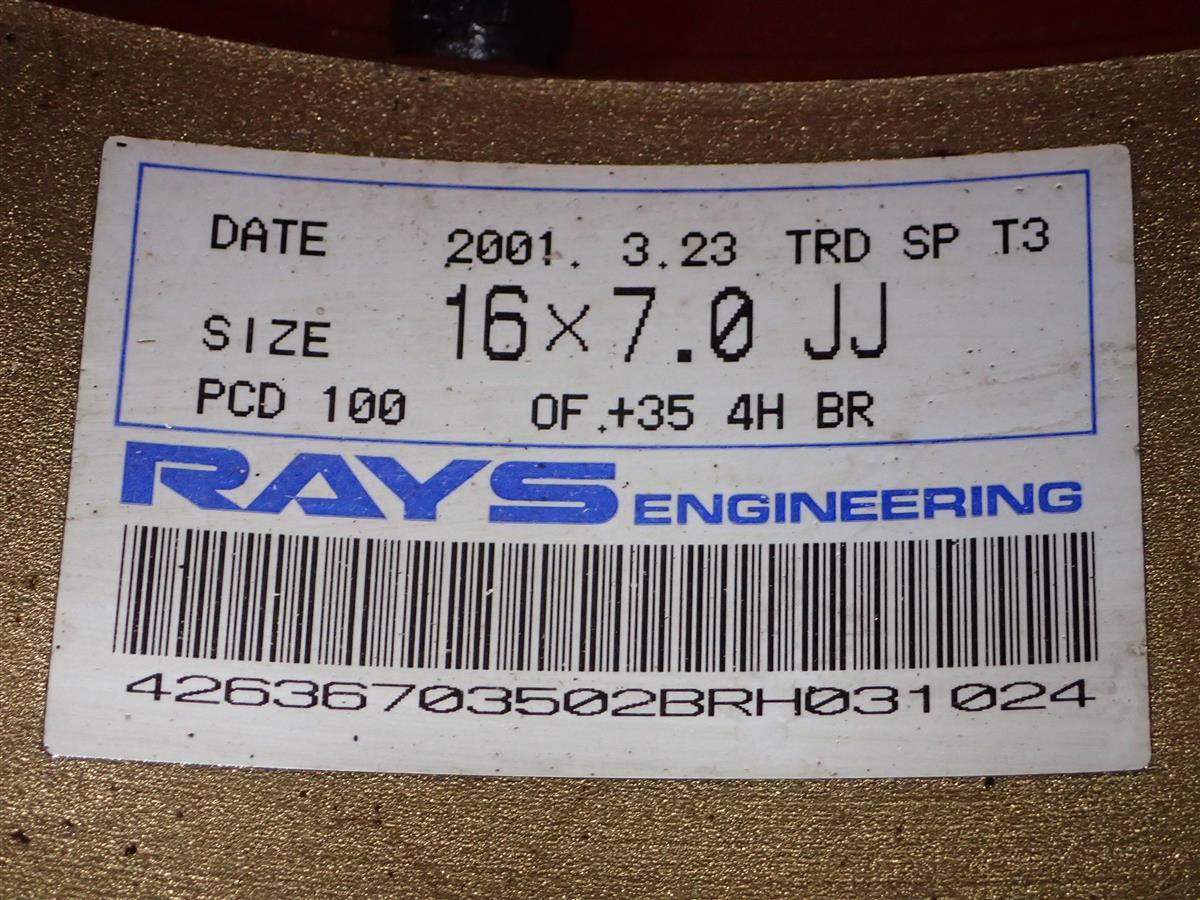 DATE 2001. 3.23 TRD SP T3
SIZE 16×7.0 JJ
PCD 100 OF.+35 4H BR
RAYS ENGINEERING
42636703502BRH031024